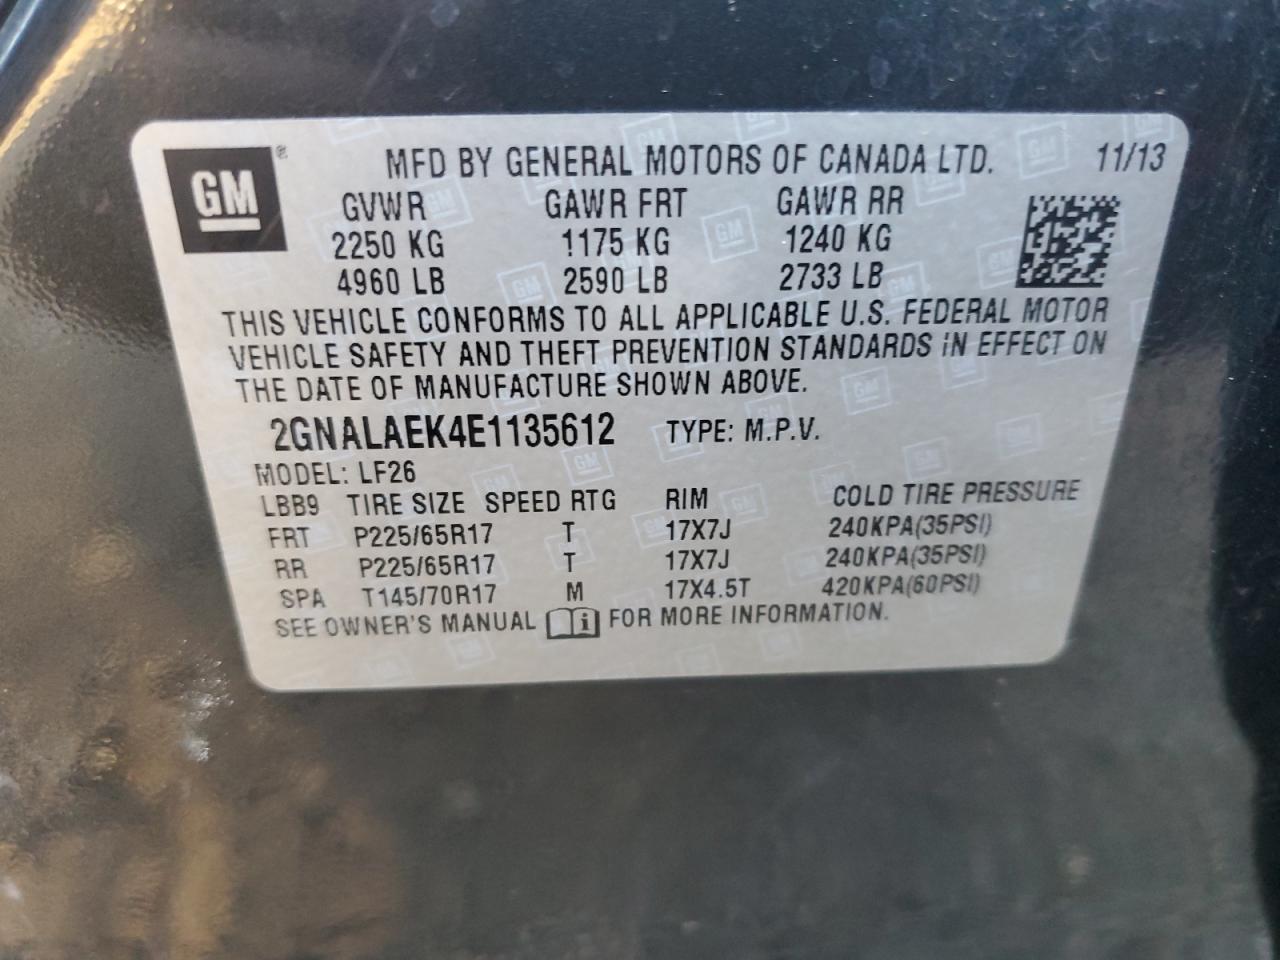 GM ® MFD BY GENERAL MOTORS OF CANADA LTD. 11/13
GVWR GAWR FRT GAWR RR
2250 KG 1175 KG 1240 KG
4960 LB 2590 LB 2733 LB
THIS VEHICLE CONFORMS TO ALL APPLICABLE U.S. FEDERAL MOTOR
VEHICLE SAFETY AND THEFT PREVENTION STANDARDS IN EFFECT ON
THE DATE OF MANUFACTURE SHOWN ABOVE.
2GNALAEK4E1135612 TYPE: M.P.V.
MODEL: LF26
LBB9 TIRE SIZE SPEED RTG RIM COLD TIRE PRESSURE
FRT P225/65R17 T 17X7J 240KPA(35PSI)
RR P225/65R17 T 17X7J 240KPA(35PSI)
SPA T145/70R17 M 17X4.5T 420KPA(60PSI)
SEE OWNER'S MANUAL i FOR MORE INFORMATION.